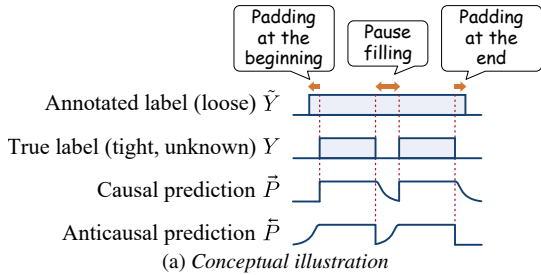 Padding
at the
beginning
Pause
filling
Padding
at the
end
Annotated label (loose) Ỹ
True label (tight, unknown) Y
Causal prediction P⃗
Anticausal prediction P⃖
(a) Conceptual illustration